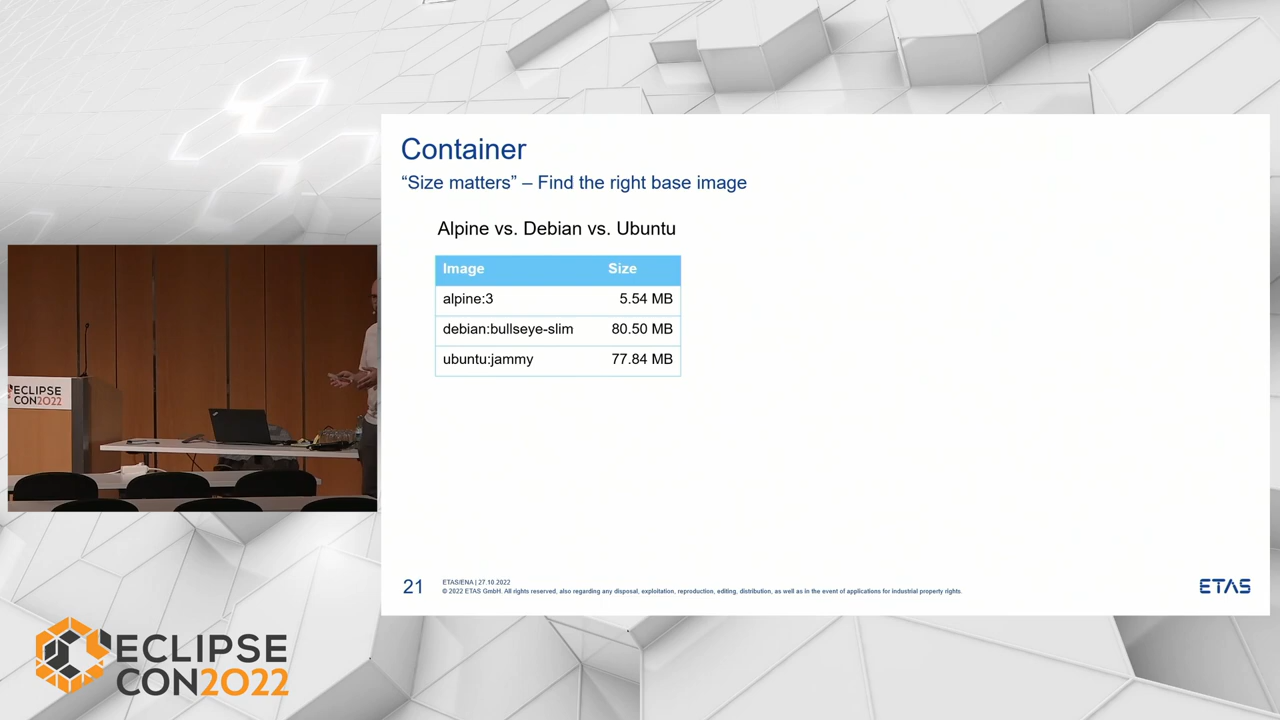 Container
“Size matters” – Find the right base image
Alpine vs. Debian vs. Ubuntu
Image Size
alpine:3 5.54 MB
debian:bullseye-slim 80.50 MB
ubuntu:jammy 77.84 MB
ECLIPSE
CON2022
21
ETAS/ENA | 27.10.2022
© 2022 ETAS GmbH. All rights reserved, also regarding any disposal, exploitation, reproduction, editing, distribution, as well as in the event of applications for industrial property rights.
ETAS
ECLIPSE
CON2022